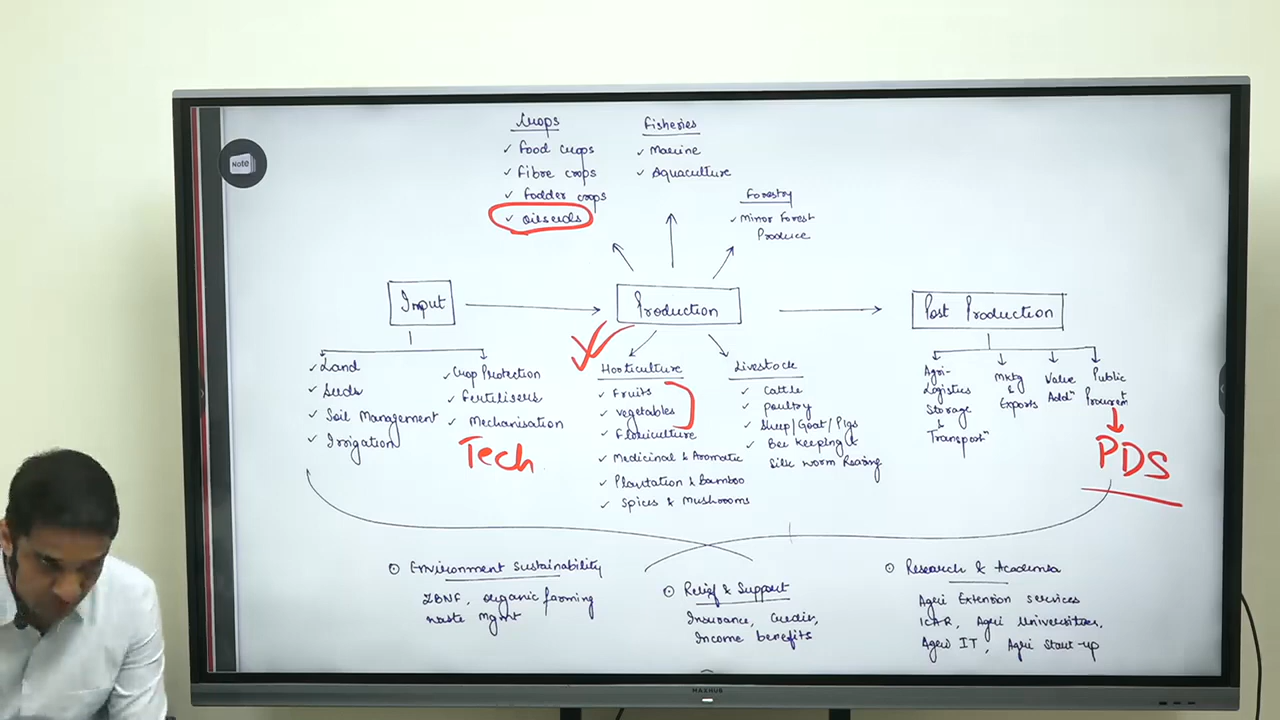 Note
Crops
✓ Food crops
✓ Fibre crops
✓ Fodder crops
✓ Oilseeds
Fisheries
✓ Marine
✓ Aquaculture
Forestry
✓ Minor Forest
Produce
Input
Production
Post Production
✓ Land
✓ Seeds
✓ Soil Management
✓ Irrigation
✓ Crop Protection
✓ Fertilisers
✓ Mechanisation
Tech
Horticulture
✓ Fruits
✓ Vegetables
✓ Floriculture
✓ Medicinal & Aromatic
✓ Plantation & Bamboo
✓ Spices & Mushrooms
Livestock
✓ Cattle
✓ Poultry
✓ Sheep/Goat/Pigs
✓ Bee keeping &
Silk worm Rearing
Agri-
Logistics
Storage
Transportⁿ
Mktg
&
Exports
Value
Addⁿ
Public
Procuremᵗ
PDS
⊙ Environment Sustainability
ZBNF, Organic farming
Waste Mgmt
⊙ Relief & Support
Insurance, Credit,
Income benefits
⊙ Research & Academia
Agri Extension services
ICAR, Agri Universities,
Agri IT, Agri Start-up
MAXHUB